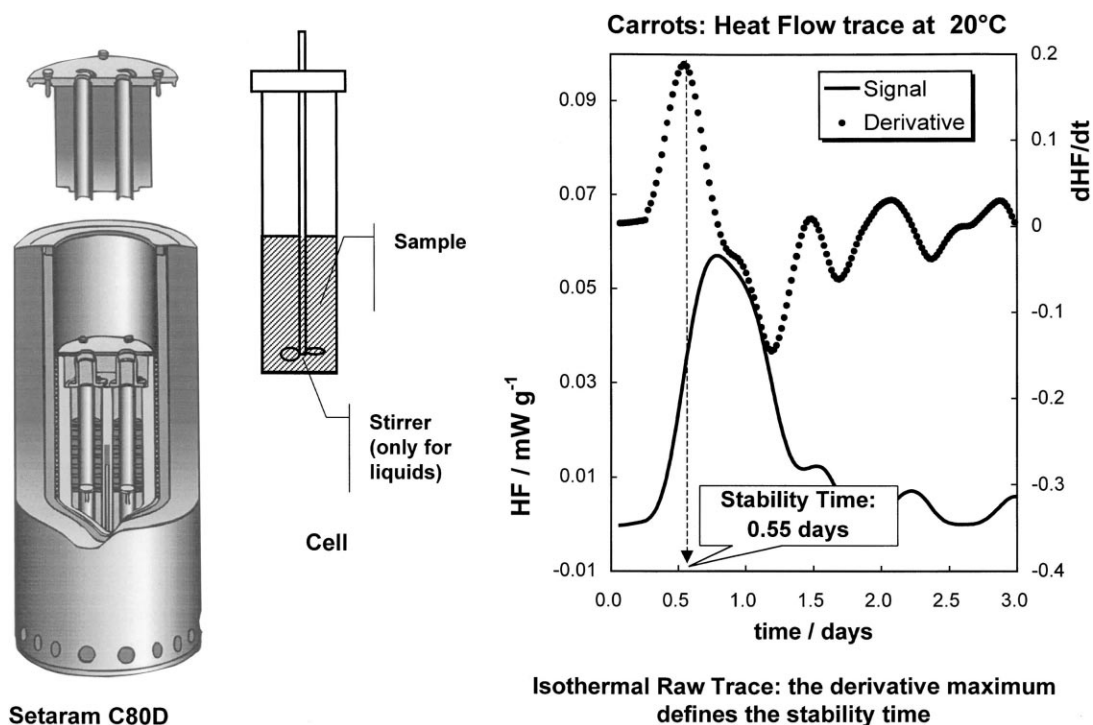 Sample
Stirrer
(only for
liquids)
Cell
Setaram C80D
Carrots: Heat Flow trace at 20°C
Signal
Derivative
HF / mW g-1
0.09
0.07
0.05
0.03
0.01
-0.01
dHF/dt
0.2
0.1
0
-0.1
-0.2
-0.3
-0.4
Stability Time:
0.55 days
0.0 0.5 1.0 1.5 2.0 2.5 3.0
time / days
Isothermal Raw Trace: the derivative maximum
defines the stability time